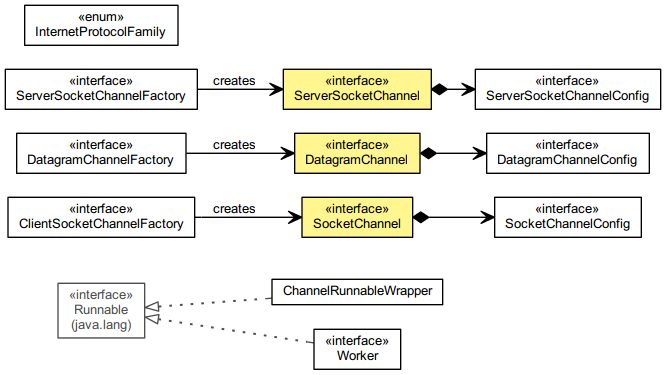 «enum»
InternetProtocolFamily
«interface»
ServerSocketChannelFactory
creates
«interface»
ServerSocketChannel
«interface»
ServerSocketChannelConfig
«interface»
DatagramChannelFactory
creates
«interface»
DatagramChannel
«interface»
DatagramChannelConfig
«interface»
ClientSocketChannelFactory
creates
«interface»
SocketChannel
«interface»
SocketChannelConfig
«interface»
Runnable
(java.lang)
ChannelRunnableWrapper
«interface»
Worker